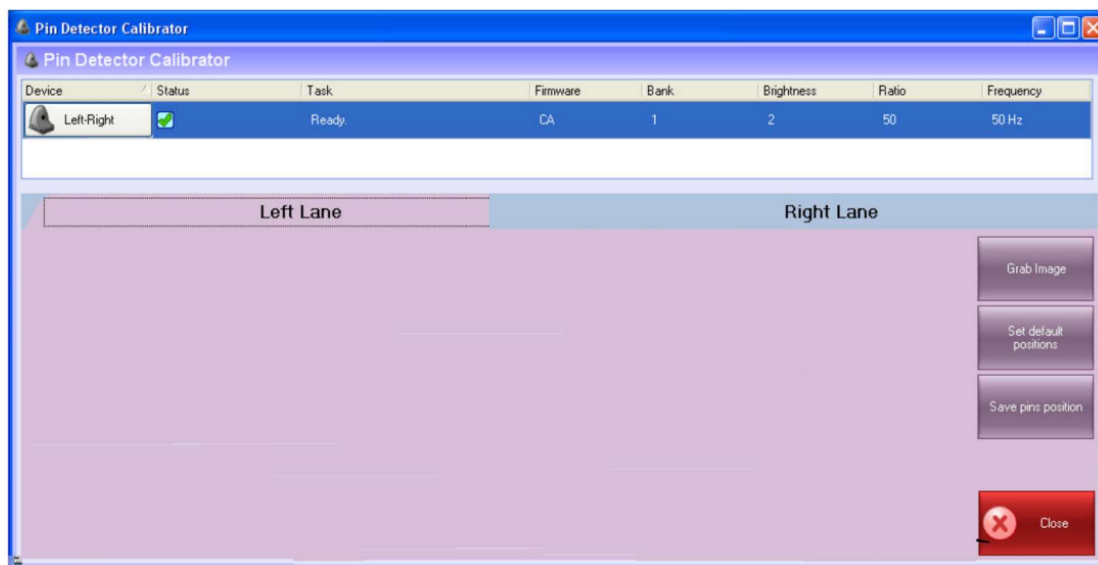 Pin Detector Calibrator
Pin Detector Calibrator
Device Status Task Firmware Bank Brightness Ratio Frequency
Left-Right Ready. CA 1 2 50 50 Hz
Left Lane Right Lane
Grab Image
Set default
positions
Save pins position
Close